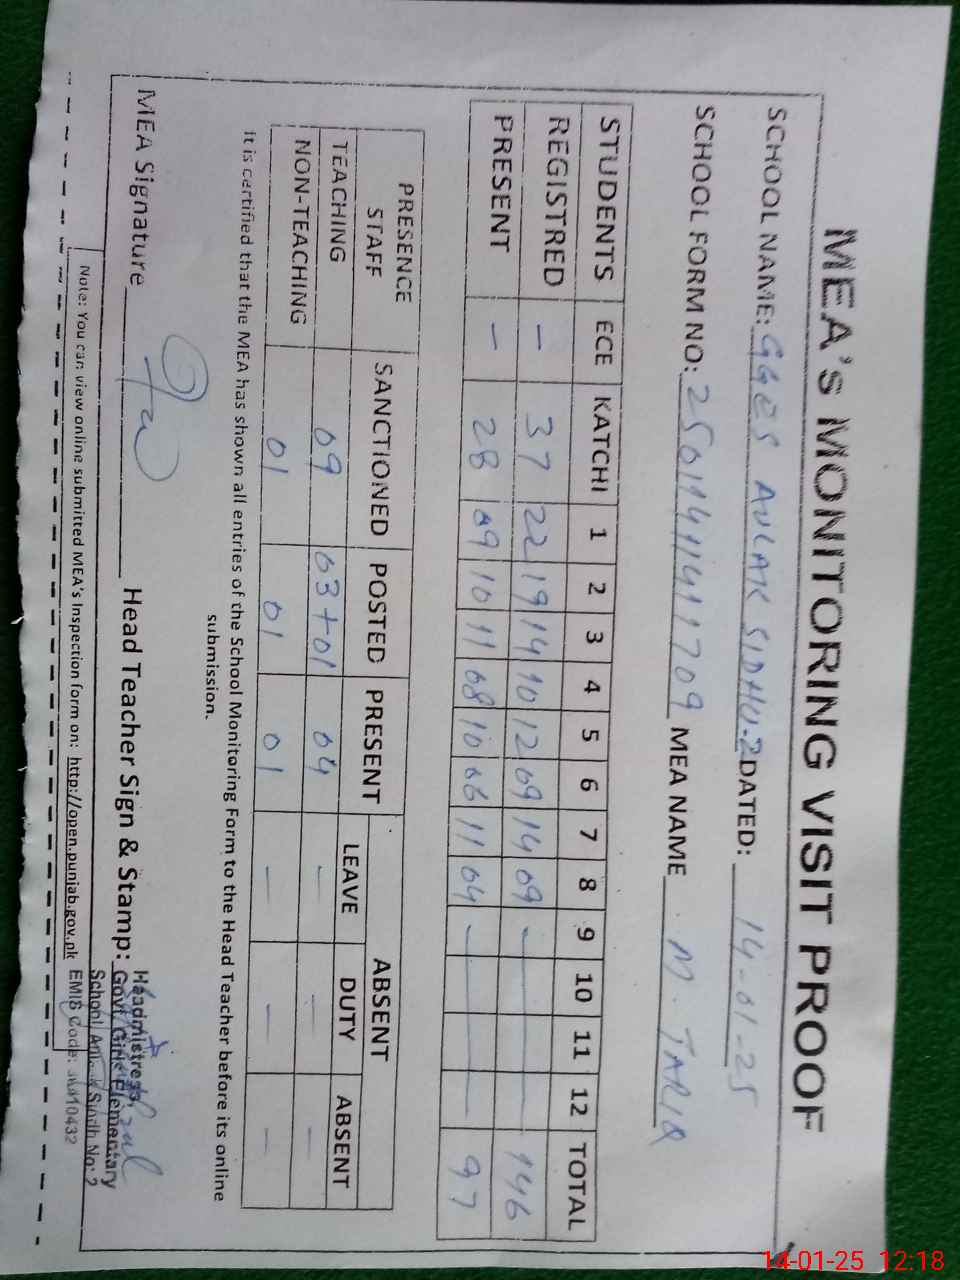 MEA's MONITORING VISIT PROOF
SCHOOL NAME: GGES AULAK SIDHU.2 DATED: 14-01-25
SCHOOL FORM NO: MEA NAME M. TARIQ
STUDENTS ECE KATCHI 1 2 3 4 5 6 7 8 9 10 11 12 TOTAL
REGISTRED - 37 22 19 14 10 12 09 14 09 - 146
PRESENT - 28 09 10 11 08 10 06 11 04 - 97
PRESENCE STAFF SANCTIONED POSTED PRESENT ABSENT
LEAVE DUTY ABSENT
TEACHING 09 03+01 04 - - -
NON-TEACHING 01 01 01 - - -
It is certified that the MEA has shown all entries of the School Monitoring Form to the Head Teacher before its online
submission.
MEA Signature Head Teacher Sign & Stamp:
Headmistress,
Govt. Girls Elementary
School Aulak Sindh No: 2
EMIS Code:
Note: You can view online submitted MEA's Inspection form on: http://open.punjab.gov.pk
14-01-25 12:18